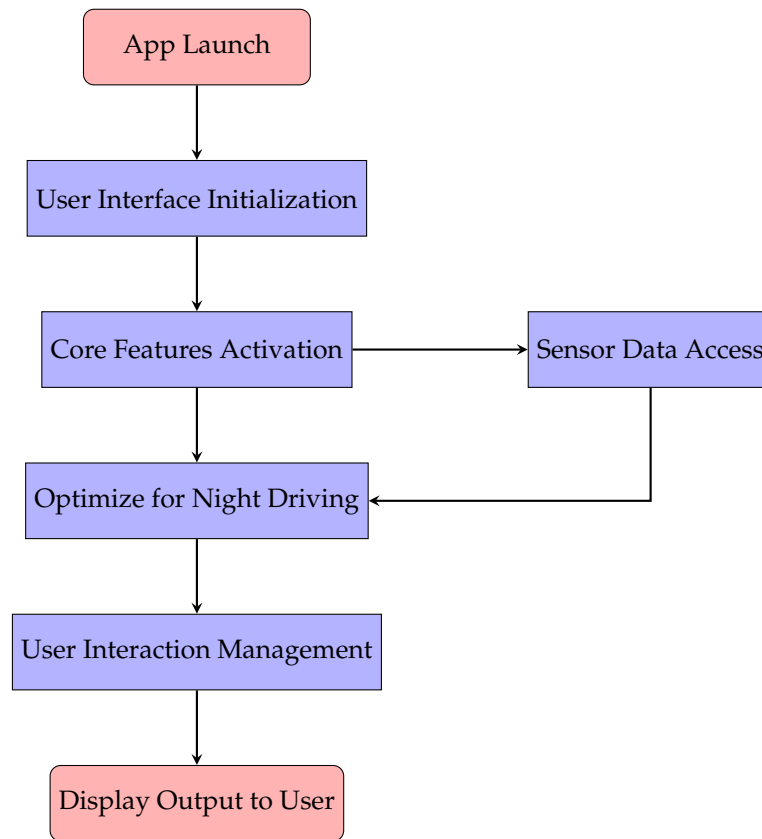 App Launch
User Interface Initialization
Core Features Activation
Sensor Data Access
Optimize for Night Driving
User Interaction Management
Display Output to User